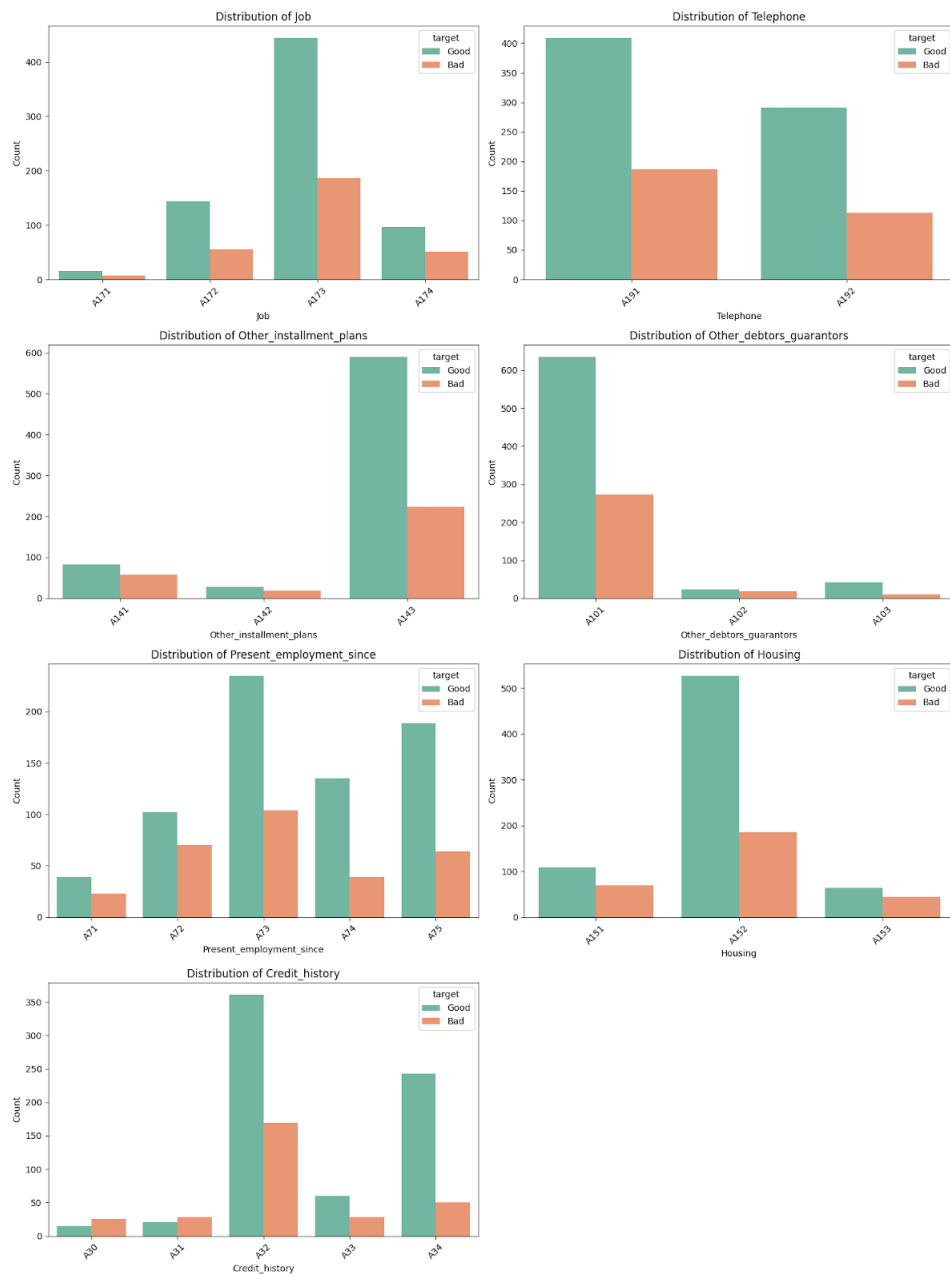 Distribution of Job
target
Good
Bad
Count
400
300
200
100
0
A171
A172
A173
A174
Job
Distribution of Telephone
target
Good
Bad
Count
400
350
300
250
200
150
100
50
0
A191
A192
Telephone
Distribution of Other_installment_plans
target
Good
Bad
Count
600
500
400
300
200
100
0
A141
A142
A143
Other_installment_plans
Distribution of Other_debtors_guarantors
target
Good
Bad
Count
600
500
400
300
200
100
0
A101
A102
A103
Other_debtors_guarantors
Distribution of Present_employment_since
target
Good
Bad
Count
200
150
100
50
0
A71
A72
A73
A74
A75
Present_employment_since
Distribution of Housing
target
Good
Bad
Count
500
400
300
200
100
0
A151
A152
A153
Housing
Distribution of Credit_history
target
Good
Bad
Count
350
300
250
200
150
100
50
0
A30
A31
A32
A33
A34
Credit_history